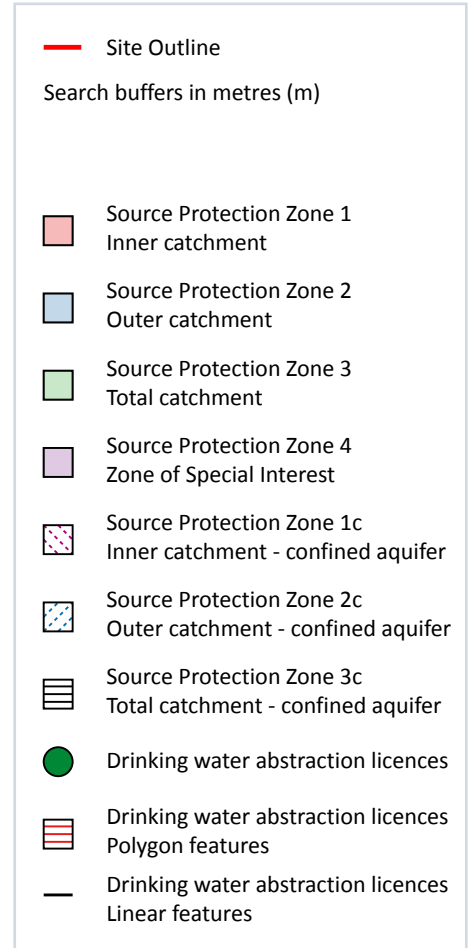 Site Outline
Search buffers in metres (m)
Source Protection Zone 1
Inner catchment
Source Protection Zone 2
Outer catchment
Source Protection Zone 3
Total catchment
Source Protection Zone 4
Zone of Special Interest
Source Protection Zone 1c
Inner catchment - confined aquifer
Source Protection Zone 2c
Outer catchment - confined aquifer
Source Protection Zone 3c
Total catchment - confined aquifer
Drinking water abstraction licences
Drinking water abstraction licences
Polygon features
Drinking water abstraction licences
Linear features